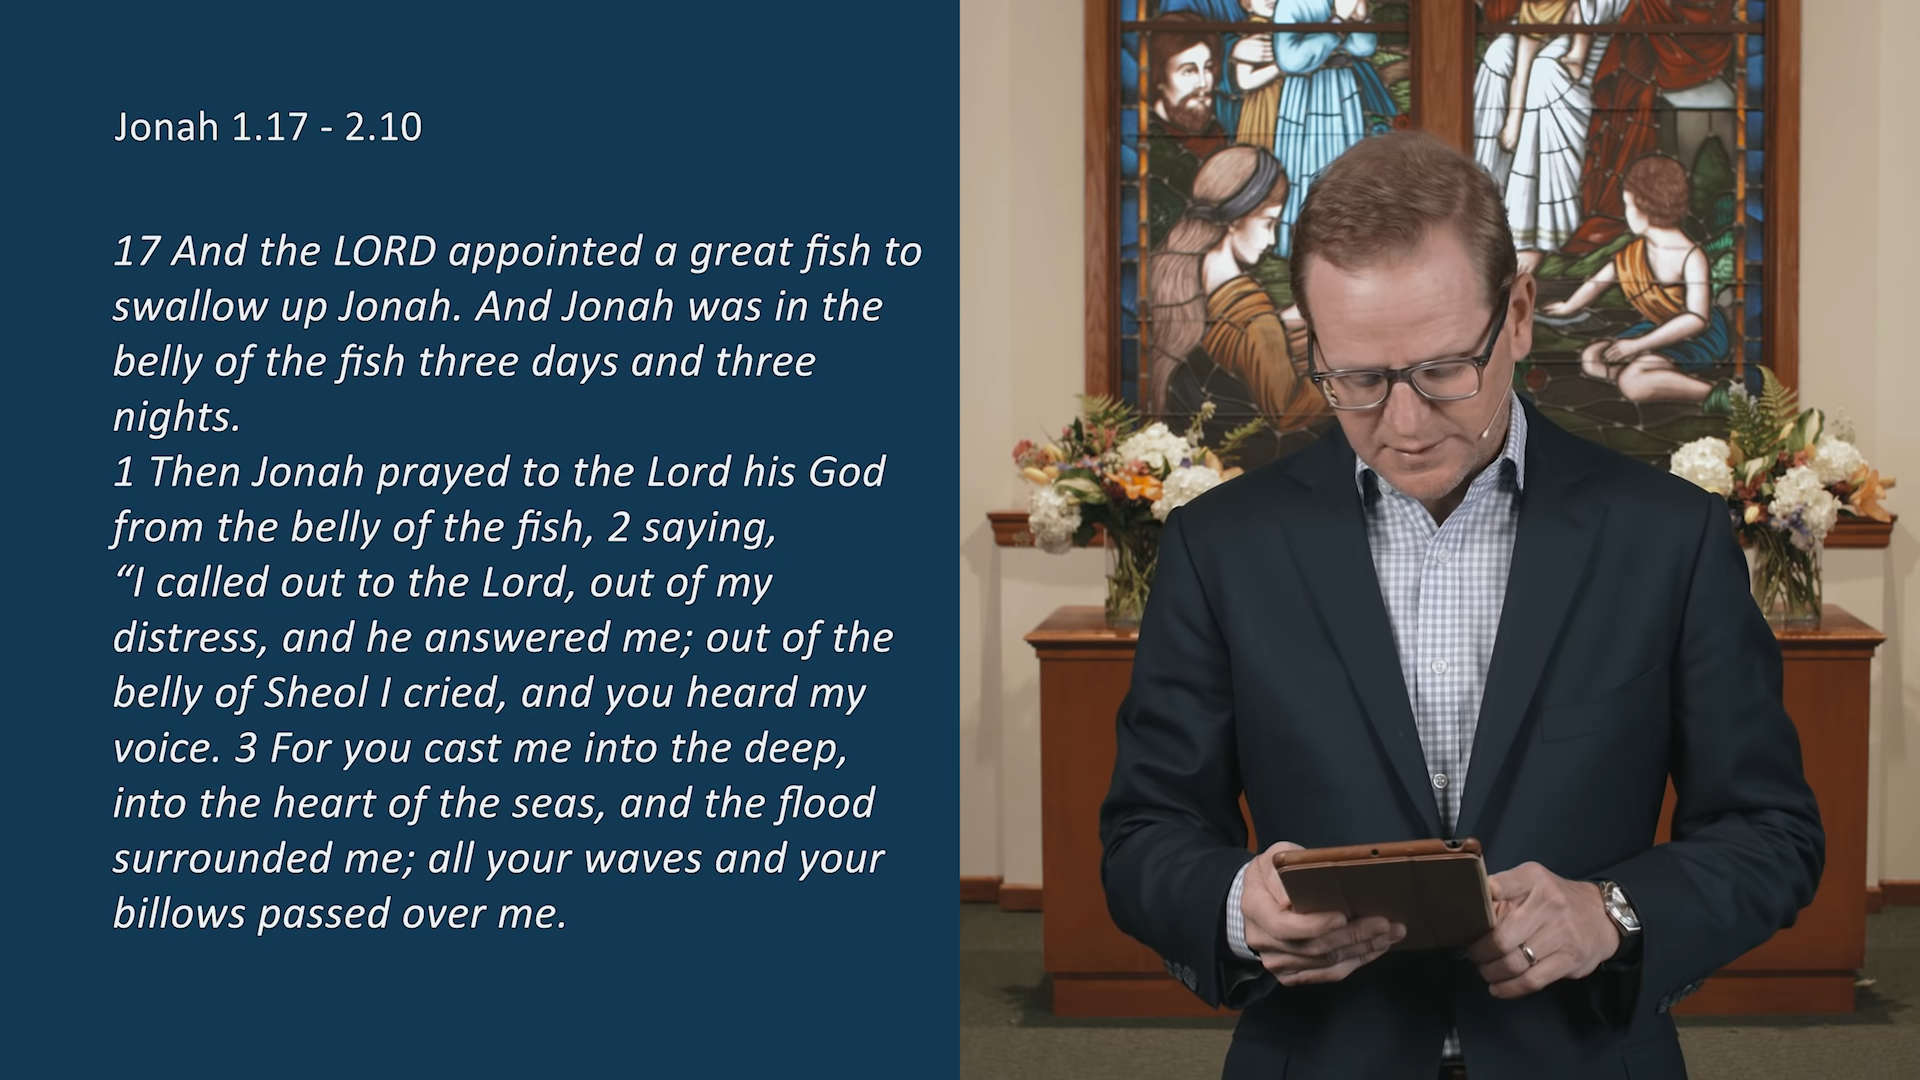 Jonah 1.17 - 2.10
17 And the LORD appointed a great fish to
swallow up Jonah. And Jonah was in the
belly of the fish three days and three
nights.
1 Then Jonah prayed to the Lord his God
from the belly of the fish, 2 saying,
“I called out to the Lord, out of my
distress, and he answered me; out of the
belly of Sheol I cried, and you heard my
voice. 3 For you cast me into the deep,
into the heart of the seas, and the flood
surrounded me; all your waves and your
billows passed over me.